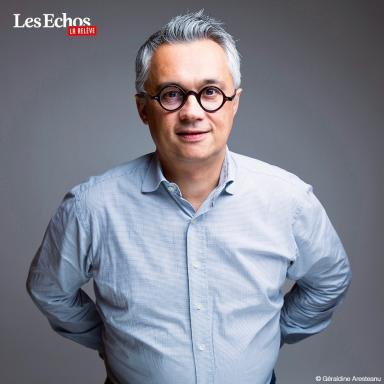 Les Echos
LA RELÈVE
© Géraldine Aresteanu